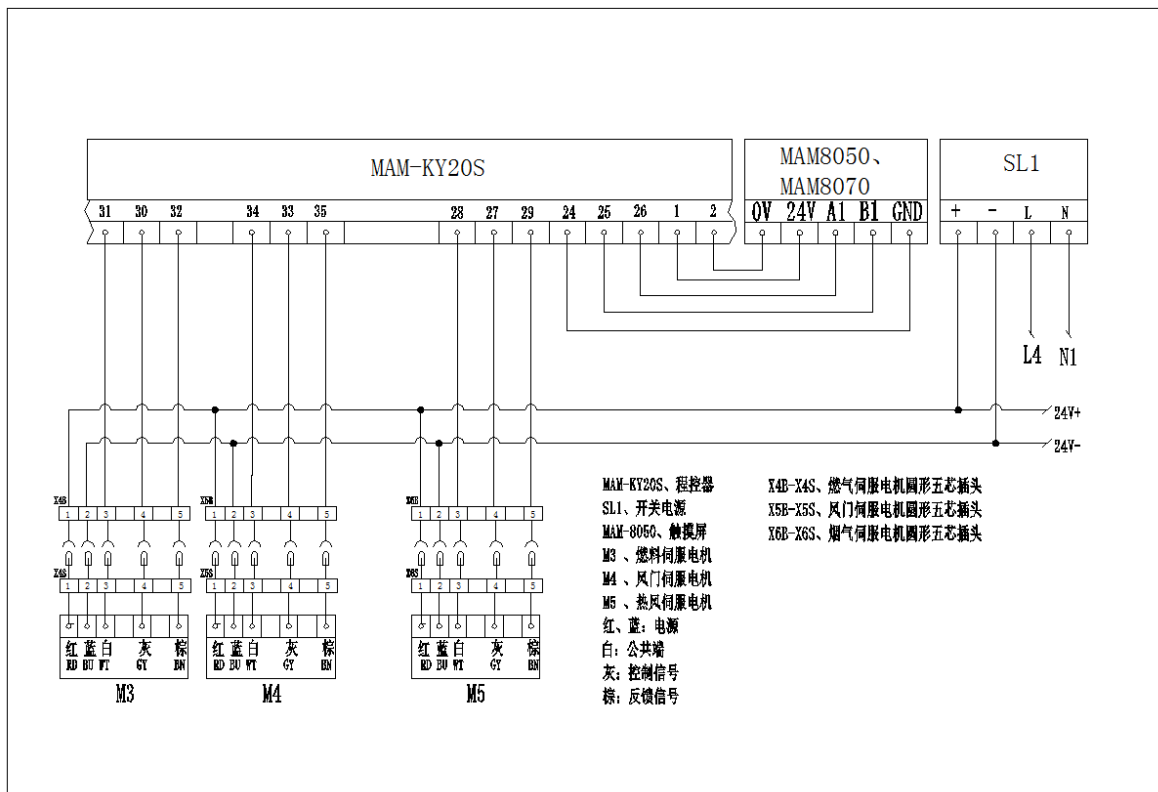 MAM-KY20S
MAM8050、
MAM8070
SL1
31 30 32 34 33 35 28 27 29 24 25 26 1 2
0V 24V A1 B1 GND
+ - L N
L4 N1
24V+
24V-
X4S X5B X6B
1 2 3 4 5 1 2 3 4 5 1 2 3 4 5
X4S X5S X6S
1 2 3 4 5 1 2 3 4 5 1 2 3 4 5
红 蓝 白 灰 棕 红 蓝 白 灰 棕 红 蓝 白 灰 棕
RD BU WT GY BN RD BU WT GY BN RD BU WT GY BN
M3 M4 M5
MAM-KY20S、程控器
SL1、开关电源
MAM-8050、触摸屏
M3 、燃料伺服电机
M4 、风门伺服电机
M5 、热风伺服电机
红、蓝：电源
白：公共端
灰：控制信号
棕：反馈信号
X4B-X4S、燃气伺服电机圆形五芯插头
X5B-X5S、风门伺服电机圆形五芯插头
X6B-X6S、烟气伺服电机圆形五芯插头